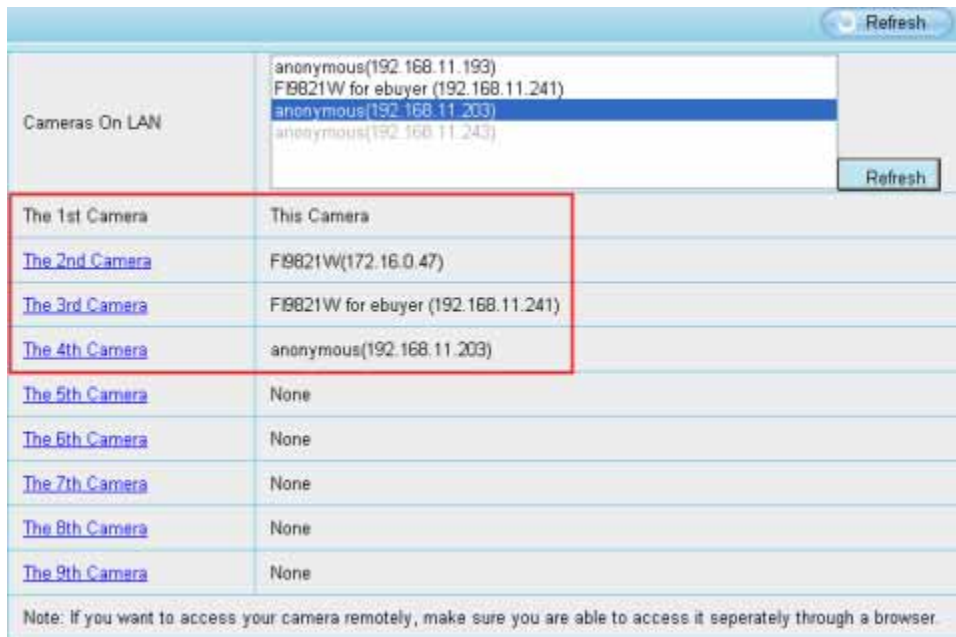 Refresh
anonymous(192.168.11.193)
FI9821W for ebuyer (192.168.11.241)
anonymous(192.168.11.203)
anonymous(192.168.11.243)
Cameras On LAN
Refresh
The 1st Camera This Camera
The 2nd Camera FI9821W(172.16.0.47)
The 3rd Camera FI9821W for ebuyer (192.168.11.241)
The 4th Camera anonymous(192.168.11.203)
The 5th Camera None
The 6th Camera None
The 7th Camera None
The 8th Camera None
The 9th Camera None
Note: If you want to access your camera remotely, make sure you are able to access it seperately through a browser.